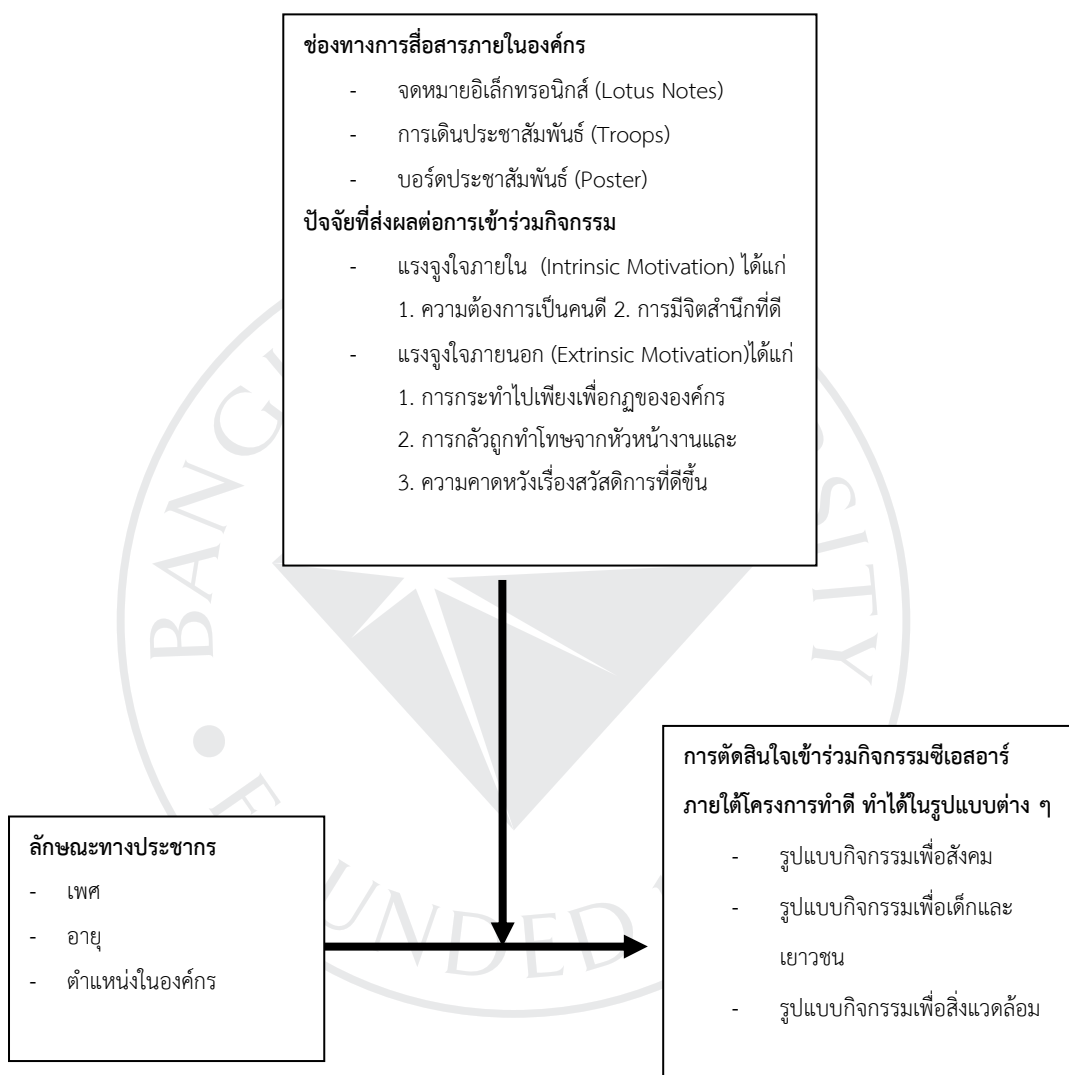 ช่องทางการสื่อสารภายในองค์กร
- จดหมายอิเล็กทรอนิกส์ (Lotus Notes)
- การเดินประชาสัมพันธ์ (Troops)
- บอร์ดประชาสัมพันธ์ (Poster)
ปัจจัยที่ส่งผลต่อการเข้าร่วมกิจกรรม
- แรงจูงใจภายใน (Intrinsic Motivation) ได้แก่
1. ความต้องการเป็นคนดี 2. การมีจิตสำนึกที่ดี
- แรงจูงใจภายนอก (Extrinsic Motivation)ได้แก่
1. การกระทำไปเพียงเพื่อกฏขององค์กร
2. การกลัวถูกทำโทษจากหัวหน้างานและ
3. ความคาดหวังเรื่องสวัสดิการที่ดีขึ้น
ลักษณะทางประชากร
- เพศ
- อายุ
- ตำแหน่งในองค์กร
การตัดสินใจเข้าร่วมกิจกรรมซีเอสอาร์
ภายใต้โครงการทำดี ทำได้ในรูปแบบต่าง ๆ
- รูปแบบกิจกรรมเพื่อสังคม
- รูปแบบกิจกรรมเพื่อเด็กและ
เยาวชน
- รูปแบบกิจกรรมเพื่อสิ่งแวดล้อม